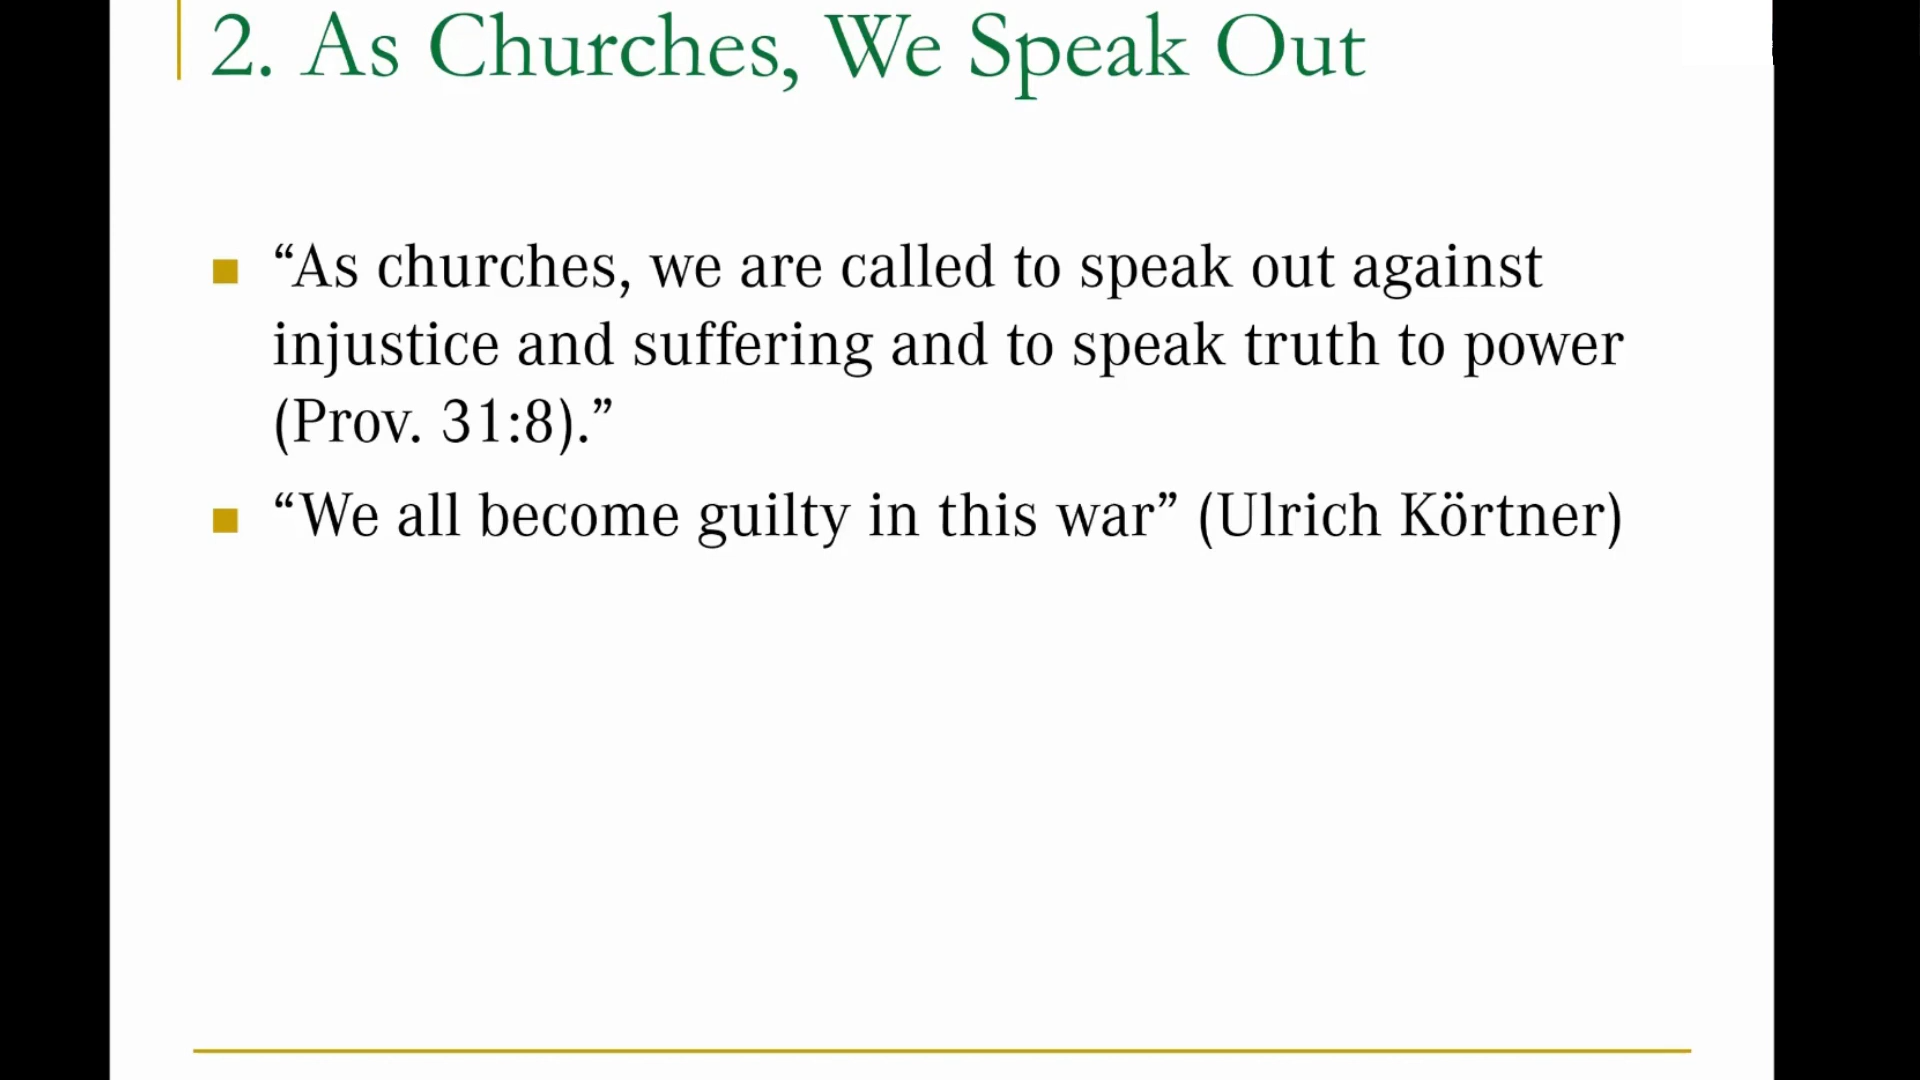 2. As Churches, We Speak Out
“As churches, we are called to speak out against
injustice and suffering and to speak truth to power
(Prov. 31:8).”
“We all become guilty in this war” (Ulrich Körtner)